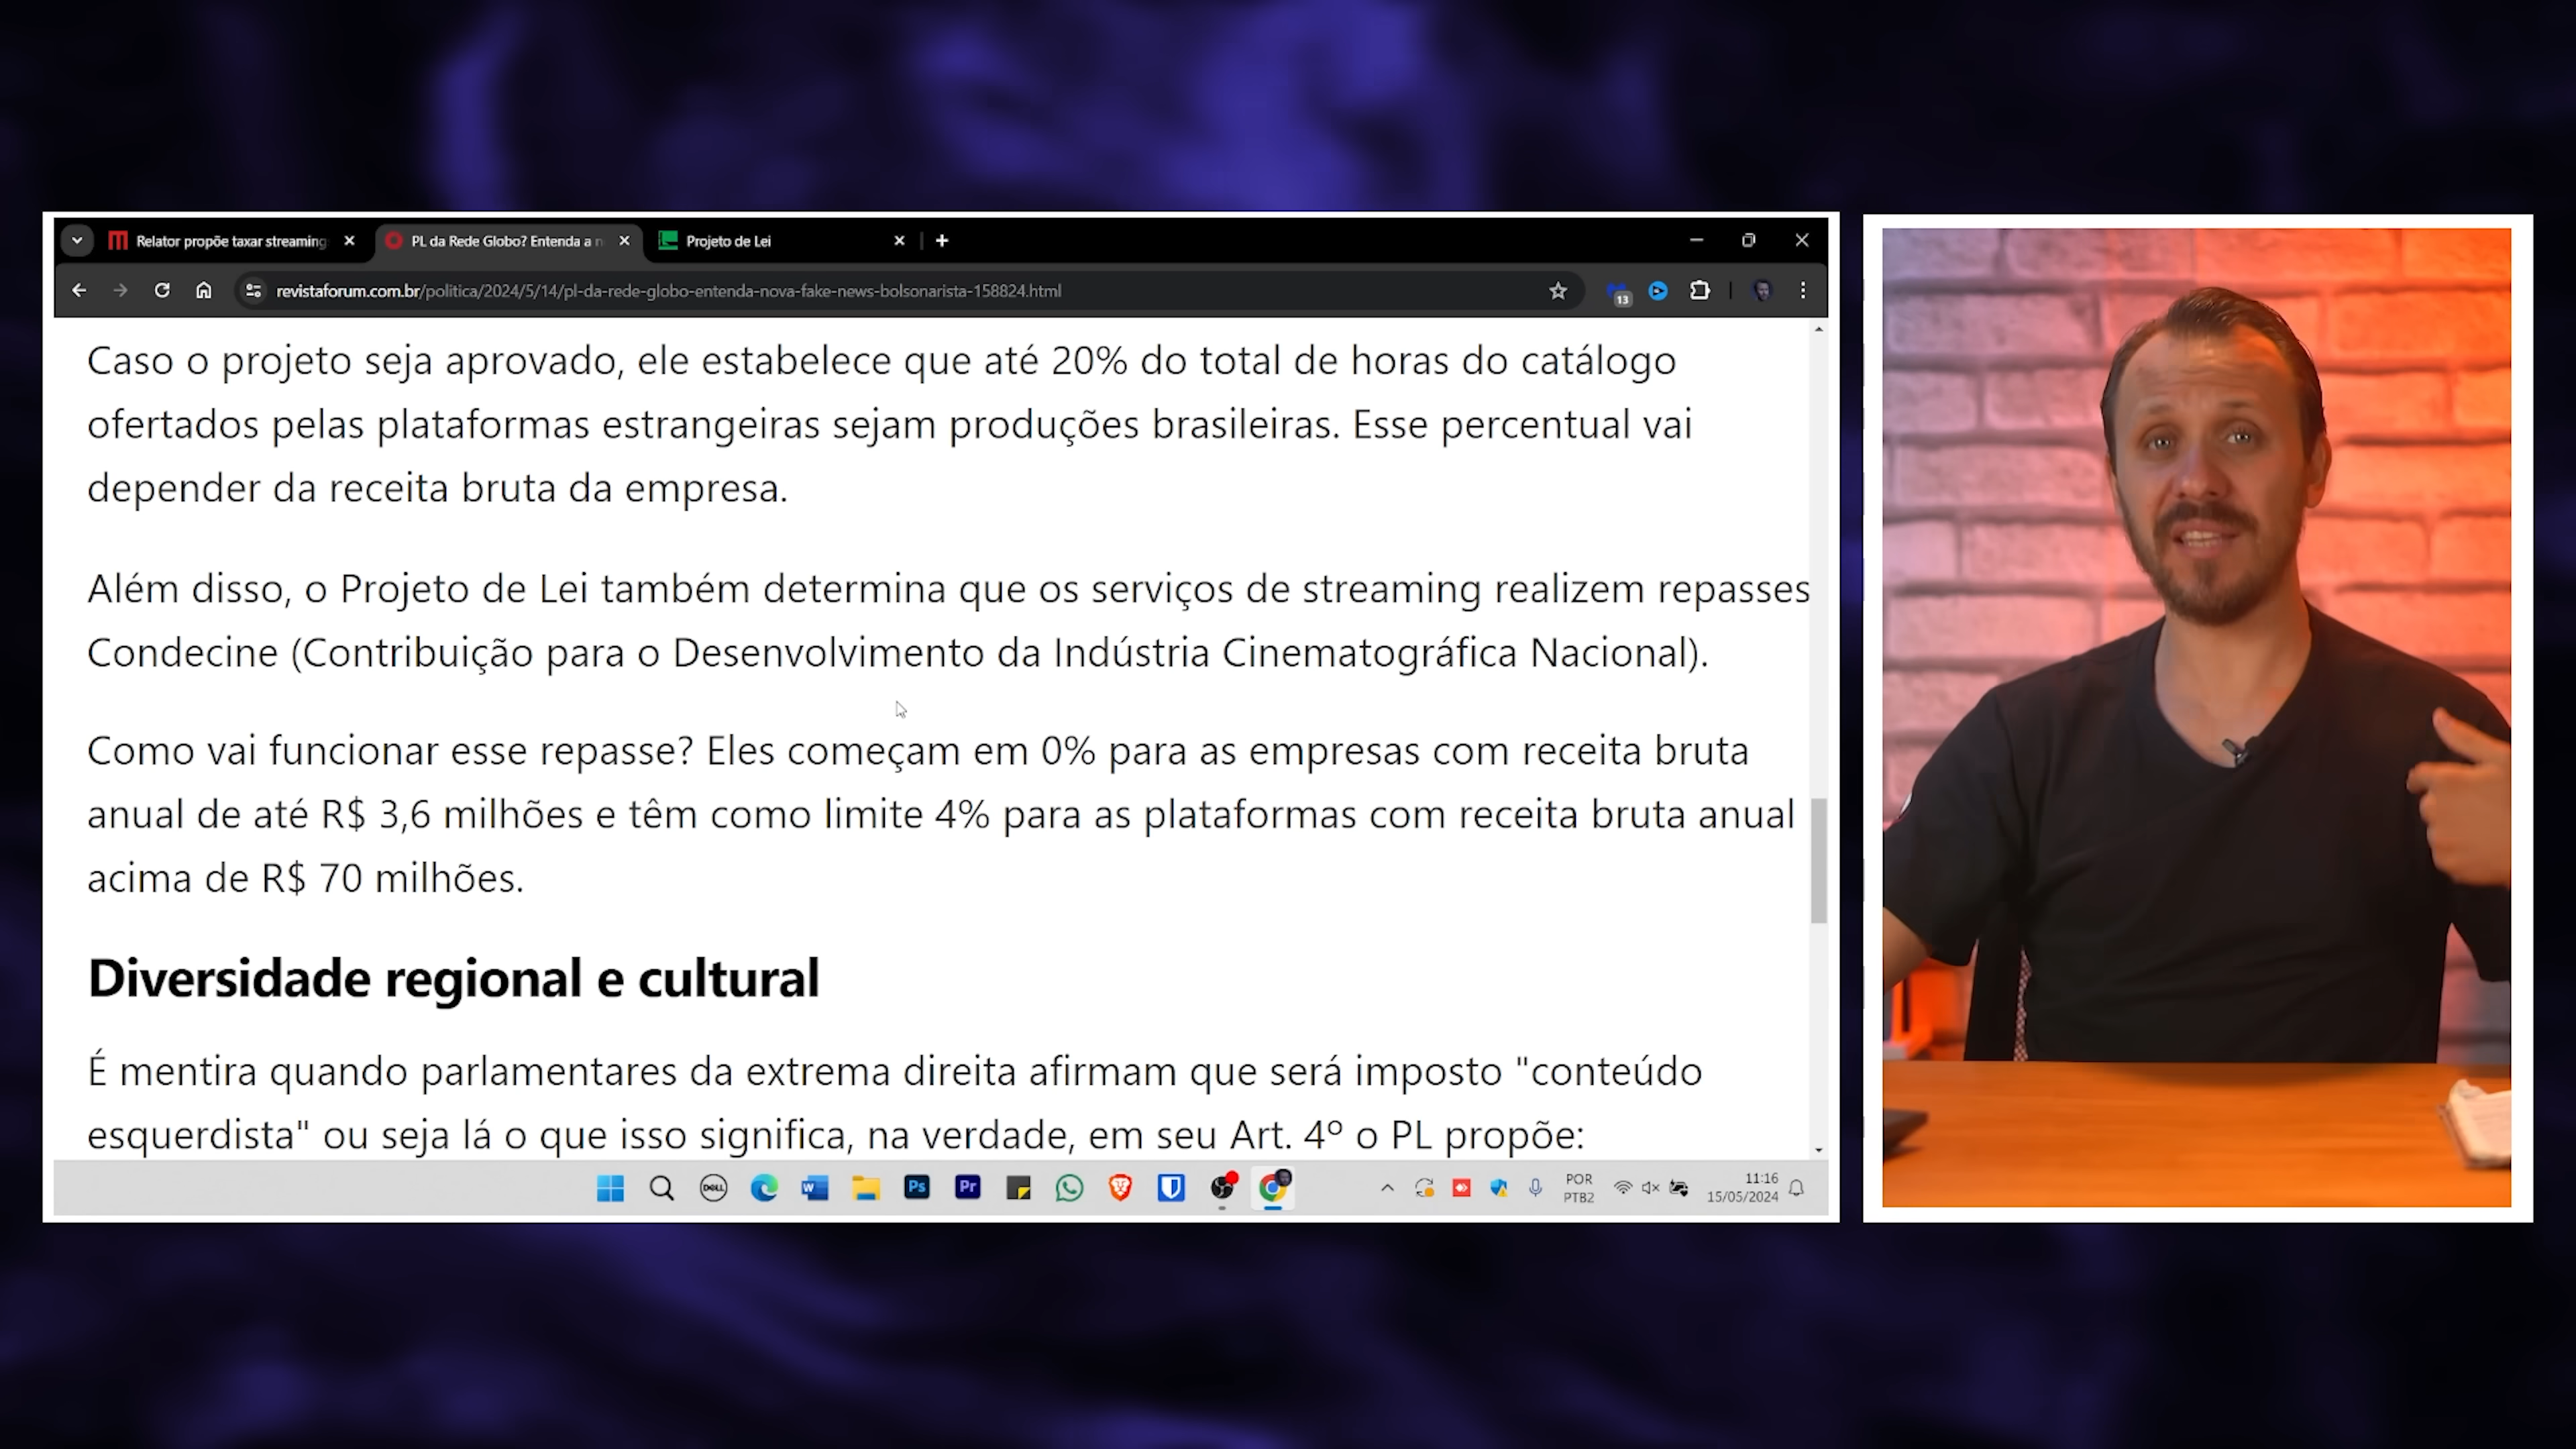 Relator propõe taxar streaming
PL da Rede Globo? Entenda a n
Projeto de Lei
revistaforum.com.br/politica/2024/5/14/pl-da-rede-globo-entenda-nova-fake-news-bolsonarista-158824.html
13
Caso o projeto seja aprovado, ele estabelece que até 20% do total de horas do catálogo
ofertados pelas plataformas estrangeiras sejam produções brasileiras. Esse percentual vai
depender da receita bruta da empresa.
Além disso, o Projeto de Lei também determina que os serviços de streaming realizem repasses
Condecine (Contribuição para o Desenvolvimento da Indústria Cinematográfica Nacional).
Como vai funcionar esse repasse? Eles começam em 0% para as empresas com receita bruta
anual de até R$ 3,6 milhões e têm como limite 4% para as plataformas com receita bruta anual
acima de R$ 70 milhões.
Diversidade regional e cultural
É mentira quando parlamentares da extrema direita afirmam que será imposto "conteúdo
esquerdista" ou seja lá o que isso significa, na verdade, em seu Art. 4º o PL propõe:
DELL
W
Ps
Pr
POR
PTB2
11:16
15/05/2024